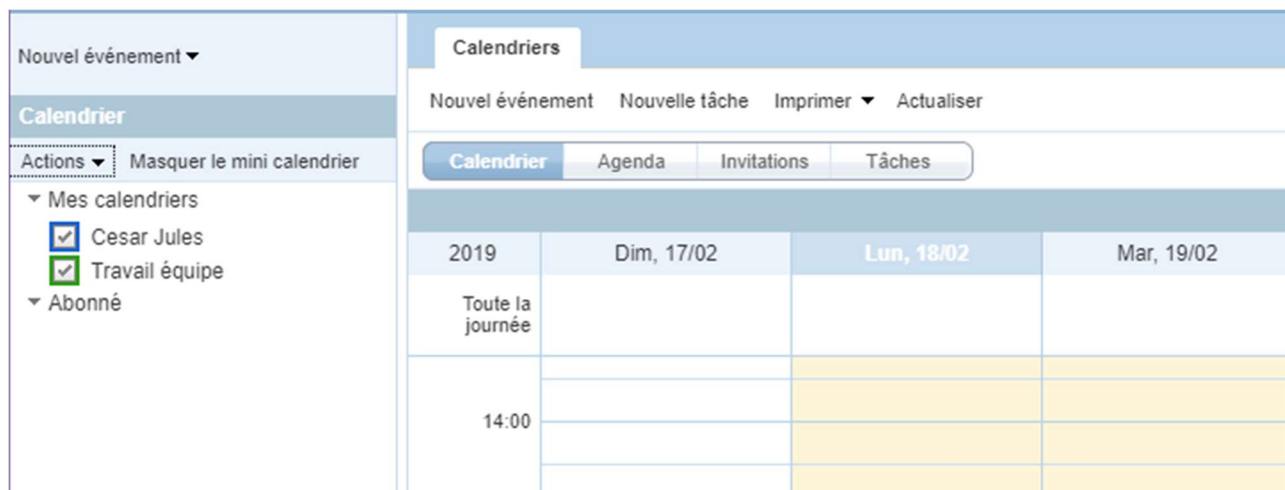 Nouvel événement
Calendrier
Actions Masquer le mini calendrier
Mes calendriers
Cesar Jules
Travail équipe
Abonné
Calendriers
Nouvel événement Nouvelle tâche Imprimer Actualiser
Calendrier Agenda Invitations Tâches
2019 Dim, 17/02 Lun, 18/02 Mar, 19/02
Toute la
journée
14:00